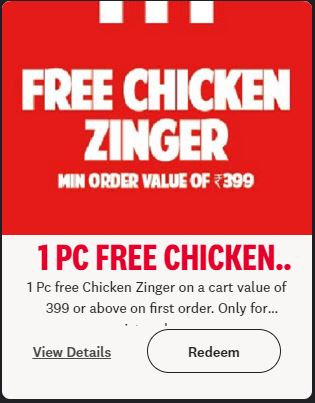 FREE CHICKEN
ZINGER
MIN ORDER VALUE OF ₹399
1 PC FREE CHICKEN..
1 Pc free Chicken Zinger on a cart value of
399 or above on first order. Only for...
View Details
Redeem